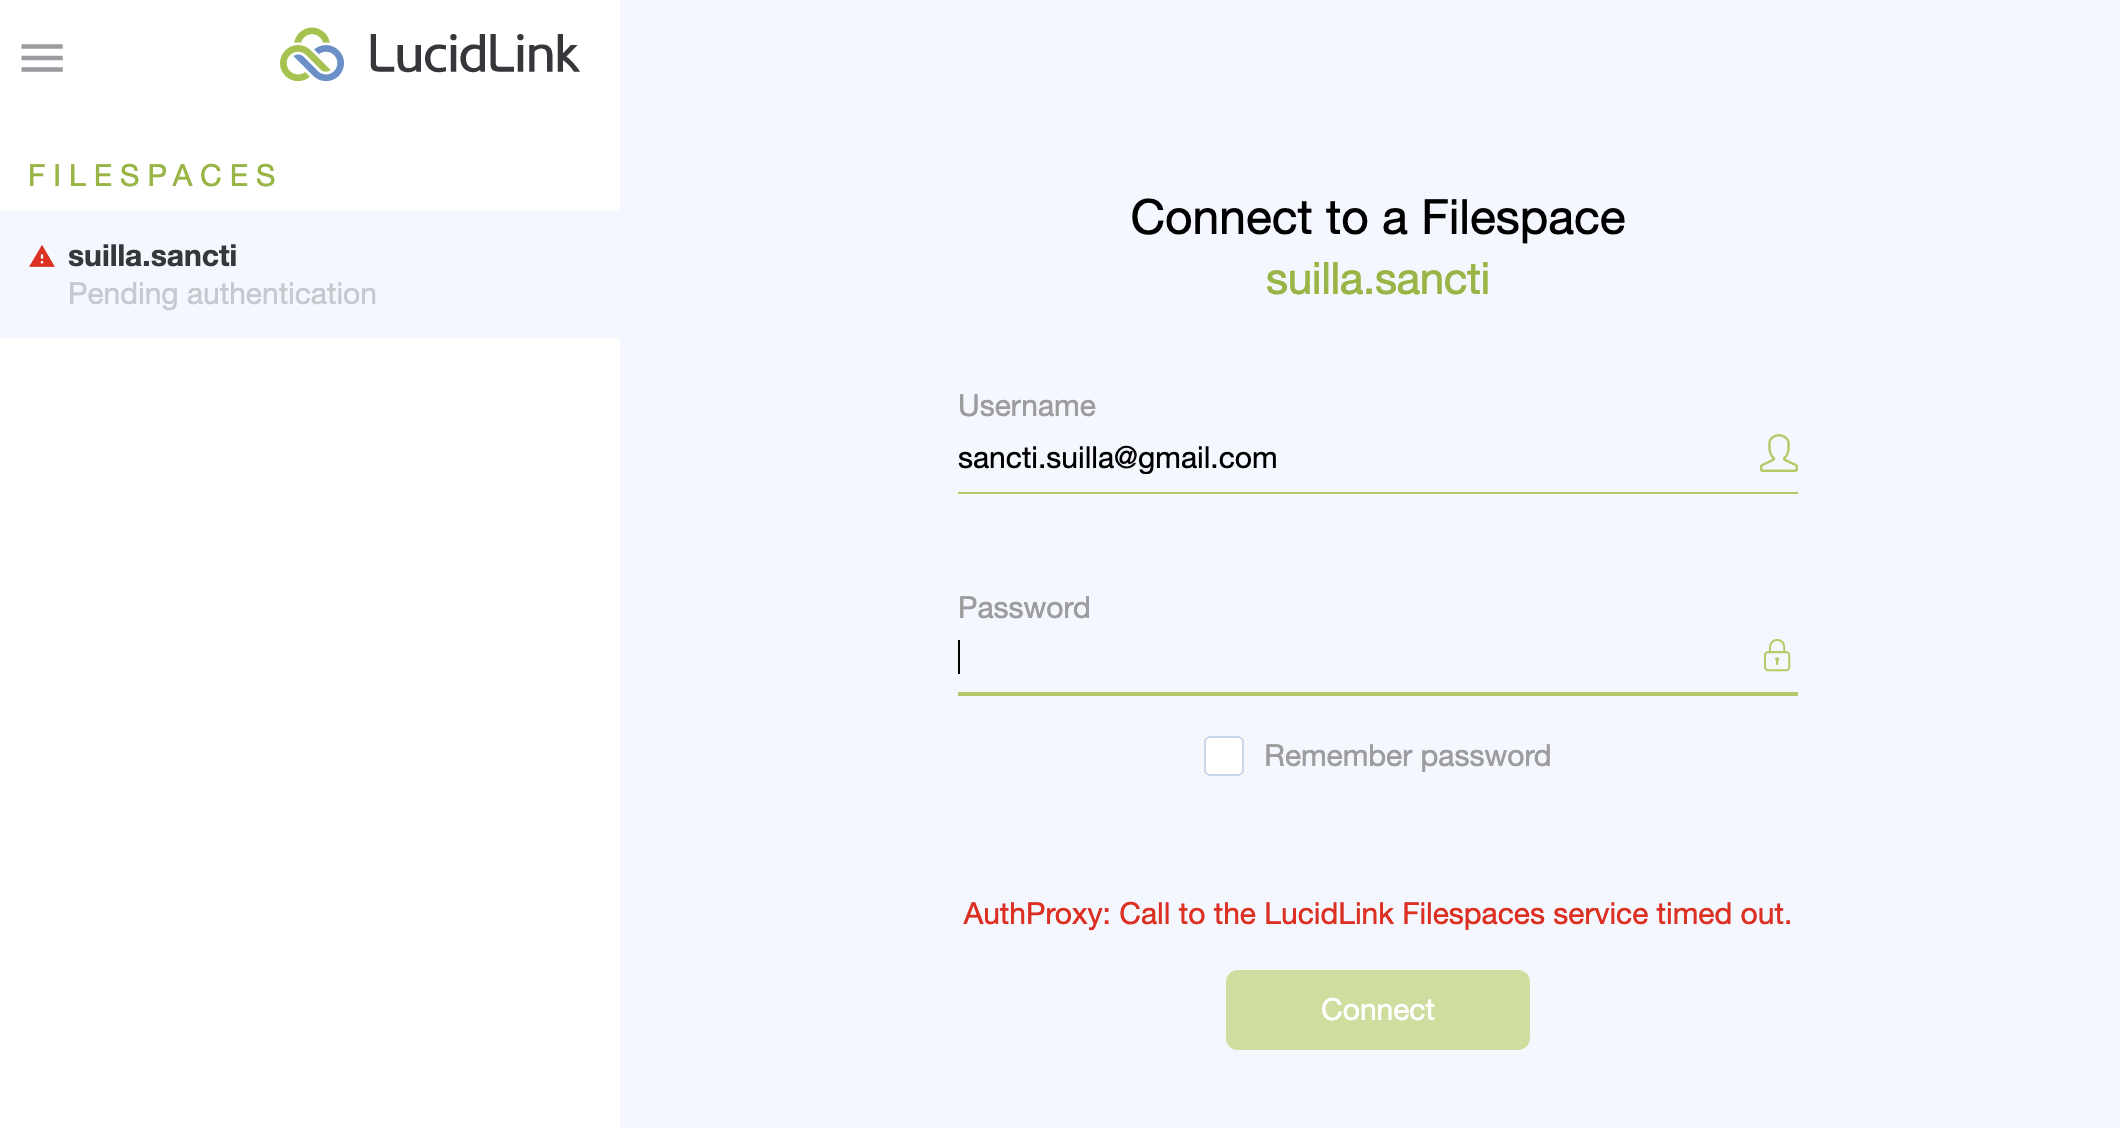 LucidLink
FILESPACES
suilla.sancti
Pending authentication
Connect to a Filespace
suilla.sancti
Username
sancti.suilla@gmail.com
Password
Remember password
AuthProxy: Call to the LucidLink Filespaces service timed out.
Connect